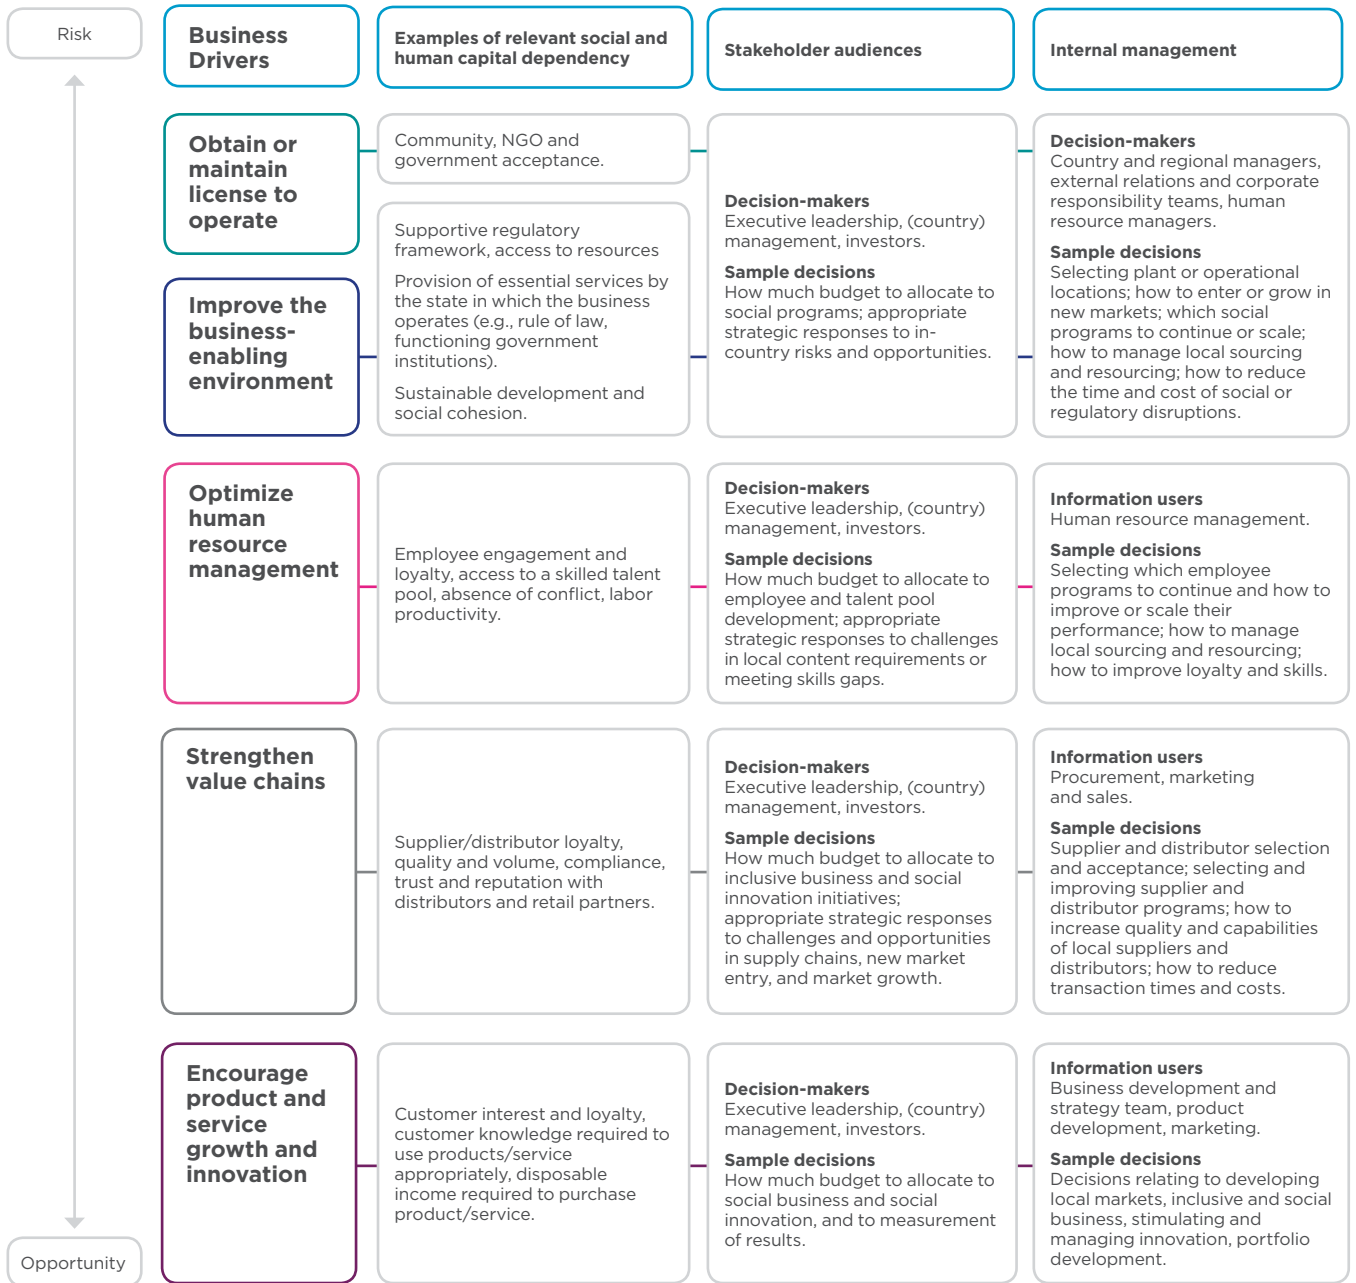 Risk
Business
Drivers
Examples of relevant social and
human capital dependency
Stakeholder audiences
Internal management
Obtain or
maintain
license to
operate
Community, NGO and
government acceptance.
Improve the
business-
enabling
environment
Supportive regulatory
framework, access to resources
Provision of essential services by
the state in which the business
operates (e.g., rule of law,
functioning government
institutions).
Sustainable development and
social cohesion.
Decision-makers
Executive leadership, (country)
management, investors.
Sample decisions
How much budget to allocate to
social programs; appropriate
strategic responses to in-
country risks and opportunities.
Decision-makers
Country and regional managers,
external relations and corporate
responsibility teams, human
resource managers.
Sample decisions
Selecting plant or operational
locations; how to enter or grow in
new markets; which social
programs to continue or scale;
how to manage local sourcing
and resourcing; how to reduce
the time and cost of social or
regulatory disruptions.
Optimize
human
resource
management
Employee engagement and
loyalty, access to a skilled talent
pool, absence of conflict, labor
productivity.
Decision-makers
Executive leadership, (country)
management, investors.
Sample decisions
How much budget to allocate to
employee and talent pool
development; appropriate
strategic responses to challenges
in local content requirements or
meeting skills gaps.
Information users
Human resource management.
Sample decisions
Selecting which employee
programs to continue and how to
improve or scale their
performance; how to manage
local sourcing and resourcing;
how to improve loyalty and skills.
Strengthen
value chains
Supplier/distributor loyalty,
quality and volume, compliance,
trust and reputation with
distributors and retail partners.
Decision-makers
Executive leadership, (country)
management, investors.
Sample decisions
How much budget to allocate to
inclusive business and social
innovation initiatives;
appropriate strategic responses
to challenges and opportunities
in supply chains, new market
entry, and market growth.
Information users
Procurement, marketing
and sales.
Sample decisions
Supplier and distributor selection
and acceptance; selecting and
improving supplier and
distributor programs; how to
increase quality and capabilities
of local suppliers and
distributors; how to reduce
transaction times and costs.
Encourage
product and
service
growth and
innovation
Customer interest and loyalty,
customer knowledge required to
use products/service
appropriately, disposable
income required to purchase
product/service.
Decision-makers
Executive leadership, (country)
management, investors.
Sample decisions
How much budget to allocate to
social business and social
innovation, and to measurement
of results.
Information users
Business development and
strategy team, product
development, marketing.
Sample decisions
Decisions relating to developing
local markets, inclusive and social
business, stimulating and
managing innovation, portfolio
development.
Opportunity